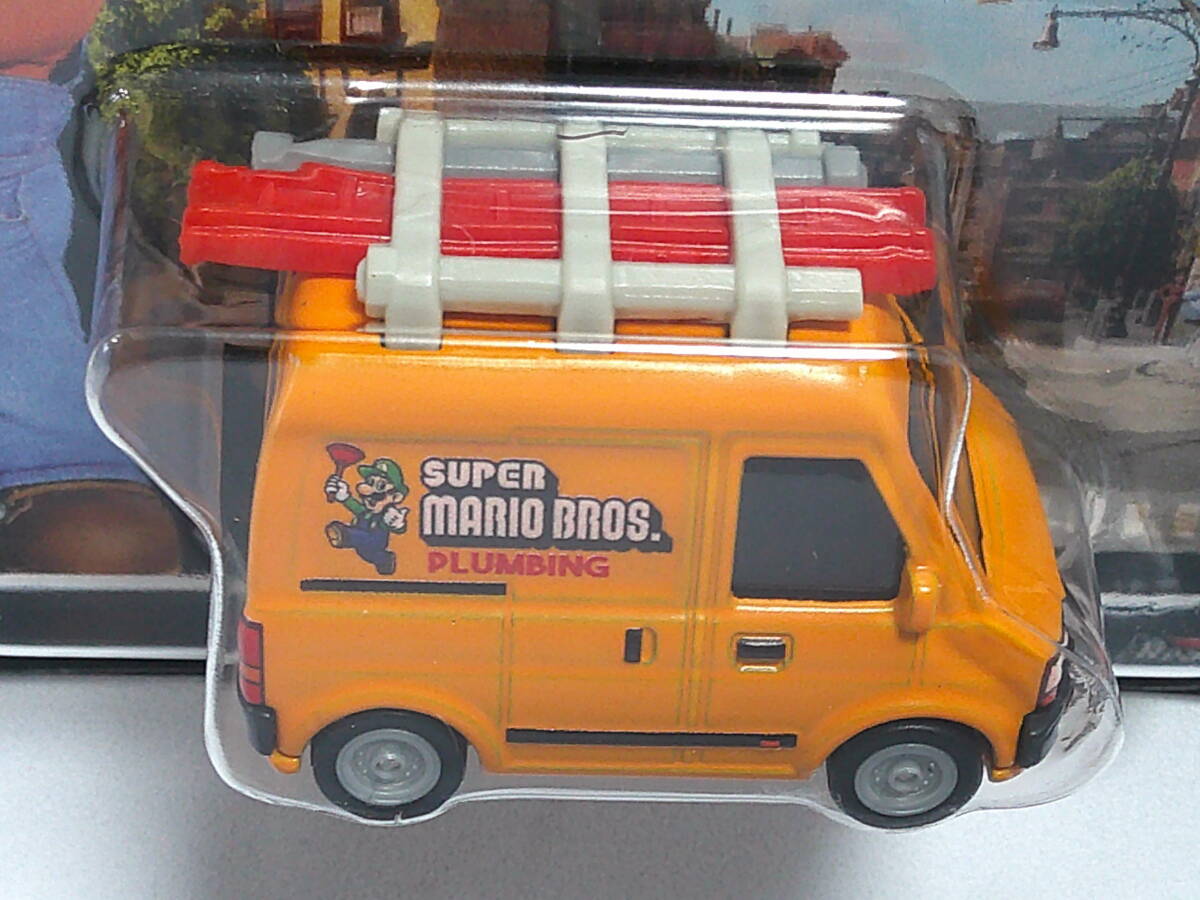 SUPER
MARIO BROS.
PLUMBING